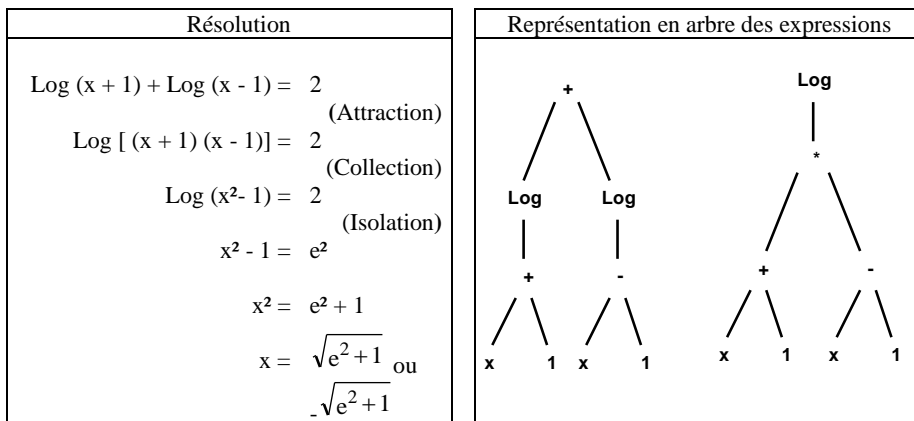 Résolution
Log (x + 1) + Log (x - 1) = 2
(Attraction)
Log [ (x + 1) (x - 1)] = 2
(Collection)
Log (x²- 1) = 2
(Isolation)
x² - 1 = e²
x² = e² + 1
x = √(e² + 1) ou
-√(e² + 1)
Représentation en arbre des expressions
+
Log Log
+ -
x 1 x 1
Log
*
+ -
x 1 x 1